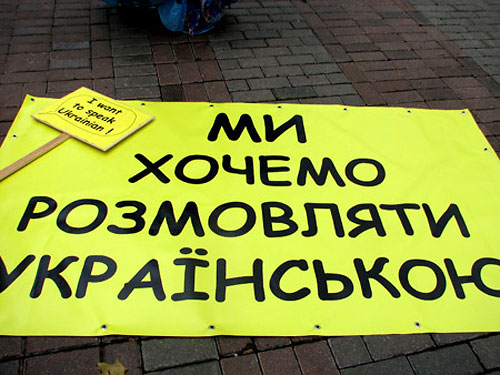 I want
to speak
Ukrainian!
МИ
ХОЧЕМО
РОЗМОВЛЯТИ
УКРАЇНСЬКОЮ